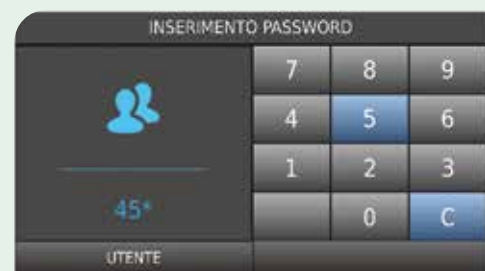 INSERIMENTO PASSWORD
7 8 9
4 5 6
1 2 3
45*
0 C
UTENTE